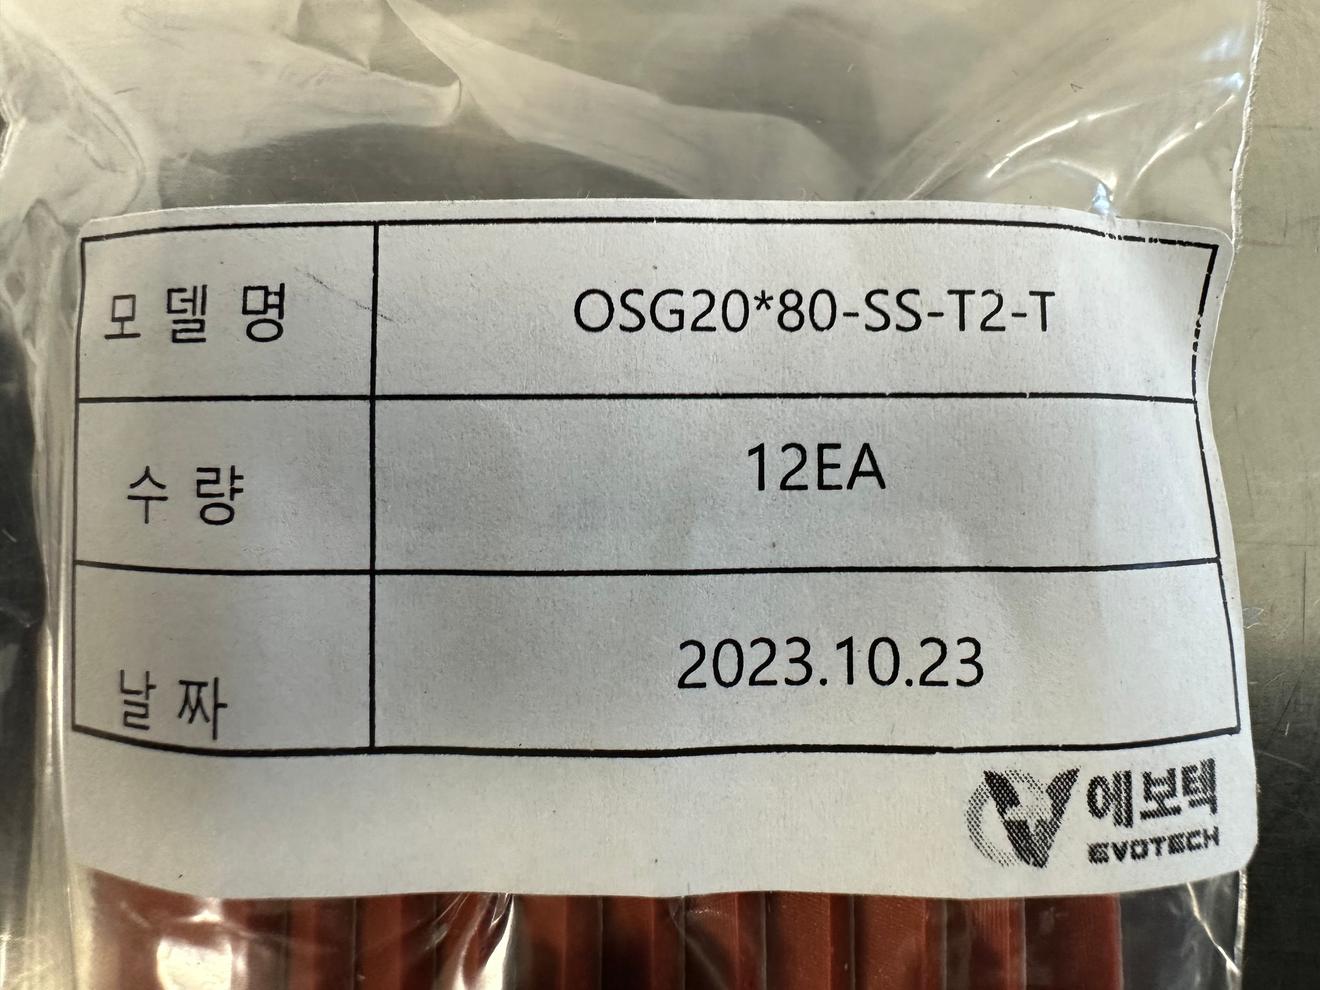 모 델 명 OSG20*80-SS-T2-T
수 량 12EA
날 짜 2023.10.23
에보텍
EVOTECH